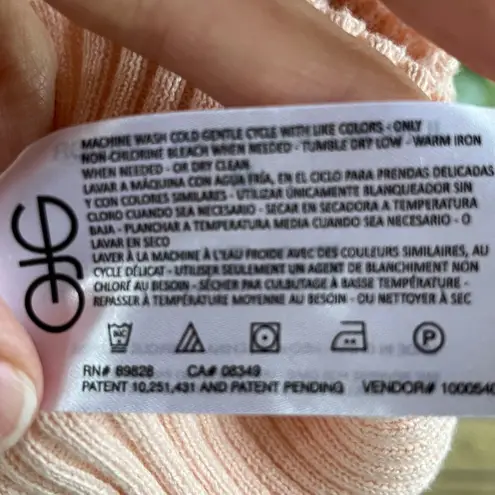 MACHINE WASH COLD GENTLE CYCLE WITH LIKE COLORS - ONLY
NON-CHLORINE BLEACH WHEN NEEDED - TUMBLE DRY LOW - WARM IRON
WHEN NEEDED - OR DRY CLEAN
LAVAR A MÁQUINA CON AGUA FRÍA, EN EL CICLO PARA PRENDAS DELICADAS
Y CON COLORES SIMILARES - UTILIZAR ÚNICAMENTE BLANQUEADOR SIN
CLORO CUANDO SEA NECESARIO - SECAR EN SECADORA A TEMPERATURA
BAJA - PLANCHAR A TEMPERATURA MEDIA CUANDO SEA NECESARIO - O
LAVAR EN SECO
LAVER À LA MACHINE À L'EAU FROIDE AVEC DES COULEURS SIMILAIRES, AU
CYCLE DÉLICAT - UTILISER SEULEMENT UN AGENT DE BLANCHIMENT NON
CHLORÉ AU BESOIN - SÉCHER PAR CULBUTAGE À BASSE TEMPÉRATURE -
REPASSER À TEMPÉRATURE MOYENNE AU BESOIN - OU NETTOYER À SEC
P
RN# 89828 CA# 08349
PATENT 10,251,431 AND PATENT PENDING VENDOR# 1000540